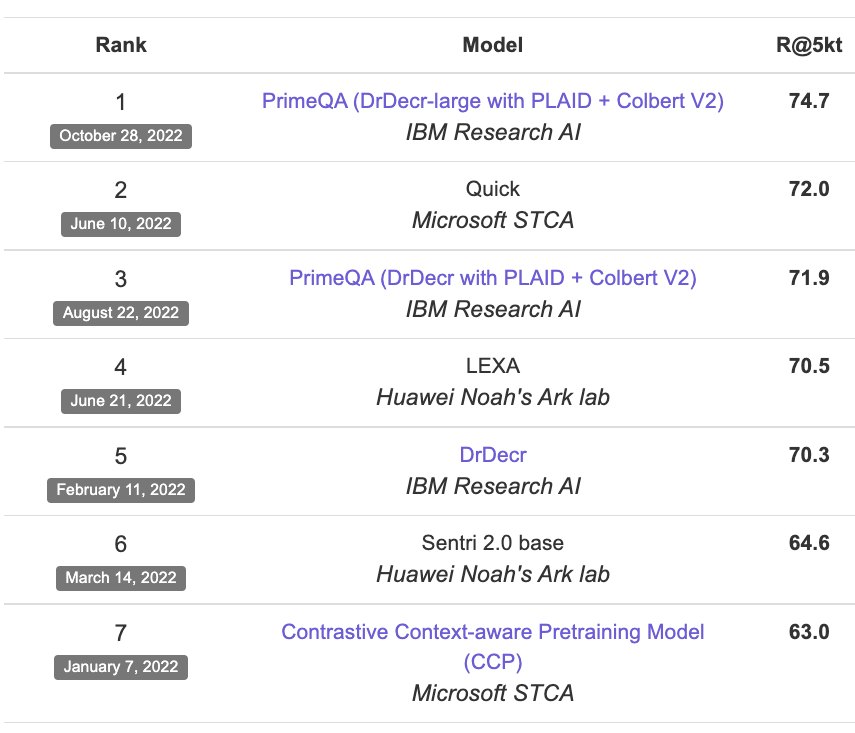 Rank Model R@5kt
1 PrimeQA (DrDecr-large with PLAID + Colbert V2) 74.7
October 28, 2022 IBM Research AI
2 Quick 72.0
June 10, 2022 Microsoft STCA
3 PrimeQA (DrDecr with PLAID + Colbert V2) 71.9
August 22, 2022 IBM Research AI
4 LEXA 70.5
June 21, 2022 Huawei Noah's Ark lab
5 DrDecr 70.3
February 11, 2022 IBM Research AI
6 Sentri 2.0 base 64.6
March 14, 2022 Huawei Noah's Ark lab
7 Contrastive Context-aware Pretraining Model 63.0
January 7, 2022 (CCP)
Microsoft STCA